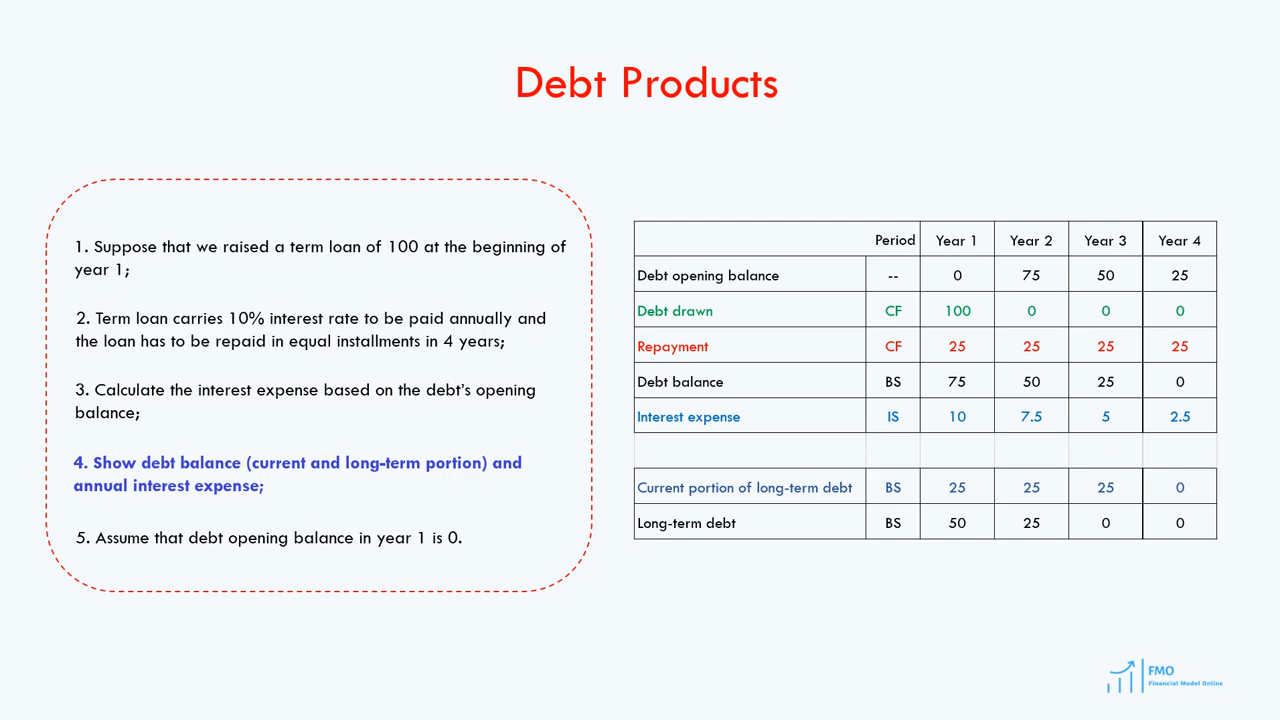 Debt Products
1. Suppose that we raised a term loan of 100 at the beginning of
year 1;
2. Term loan carries 10% interest rate to be paid annually and
the loan has to be repaid in equal installments in 4 years;
3. Calculate the interest expense based on the debt's opening
balance;
4. Show debt balance (current and long-term portion) and
annual interest expense;
5. Assume that debt opening balance in year 1 is 0.
Period Year 1 Year 2 Year 3 Year 4
Debt opening balance -- 0 75 50 25
Debt drawn CF 100 0 0 0
Repayment CF 25 25 25 25
Debt balance BS 75 50 25 0
Interest expense IS 10 7.5 5 2.5
Current portion of long-term debt BS 25 25 25 0
Long-term debt BS 50 25 0 0
FMO
Financial Model Online